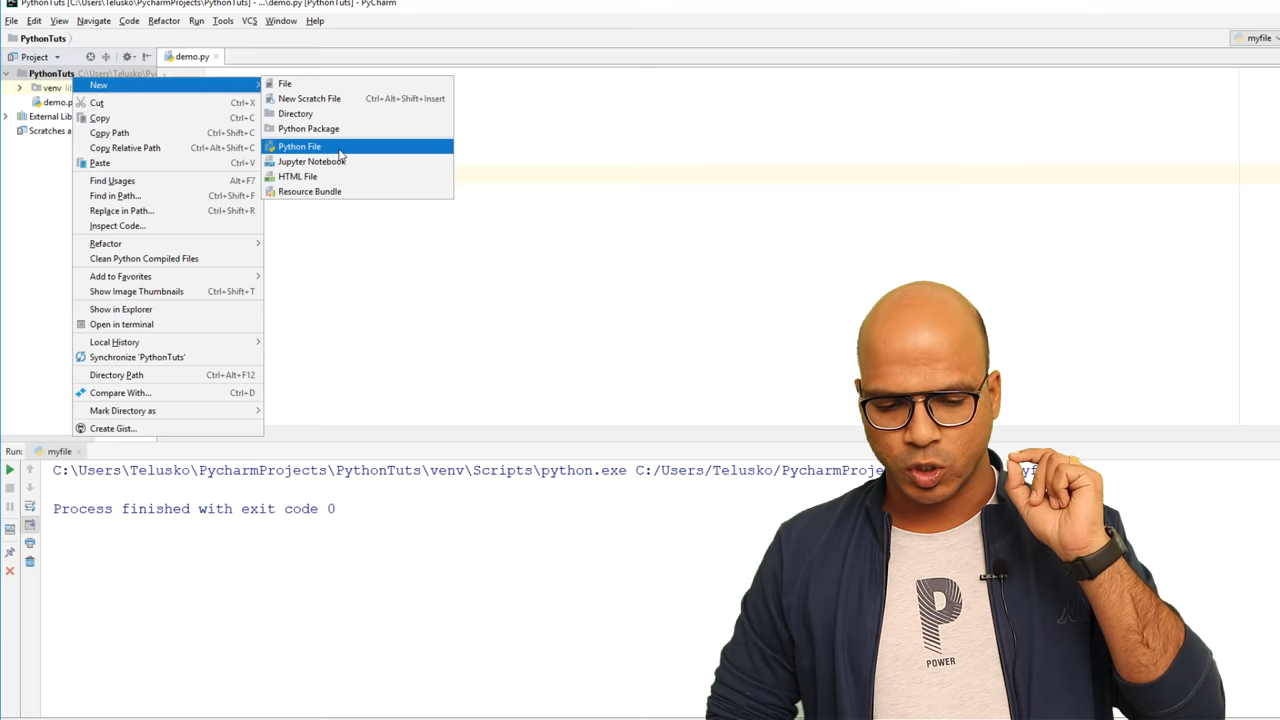 PythonTuts [C:\Users\Telusko\PycharmProjects\PythonTuts] - ...\demo.py [PythonTuts] - PyCharm
File Edit View Navigate Code Refactor Run Tools VCS Window Help
PythonTuts
myfile
Project
demo.py
PythonTuts C:\Users\Telusko\Py
venv lib
demo.p
External Lib
Scratches a
New
Cut Ctrl+X
Copy Ctrl+C
Copy Path Ctrl+Shift+C
Copy Relative Path Ctrl+Alt+Shift+C
Paste Ctrl+V
Find Usages Alt+F7
Find in Path... Ctrl+Shift+F
Replace in Path... Ctrl+Shift+R
Inspect Code...
Refactor
Clean Python Compiled Files
Add to Favorites
Show Image Thumbnails Ctrl+Shift+T
Show in Explorer
Open in terminal
Local History
Synchronize 'PythonTuts'
Directory Path Ctrl+Alt+F12
Compare With... Ctrl+D
Mark Directory as
Create Gist...
File
New Scratch File Ctrl+Alt+Shift+Insert
Directory
Python Package
Python File
Jupyter Notebook
HTML File
Resource Bundle
Run: myfile
C:\Users\Telusko\PycharmProjects\PythonTuts\venv\Scripts\python.exe C:/Users/Telusko/PycharmProje
Process finished with exit code 0
P
POWER